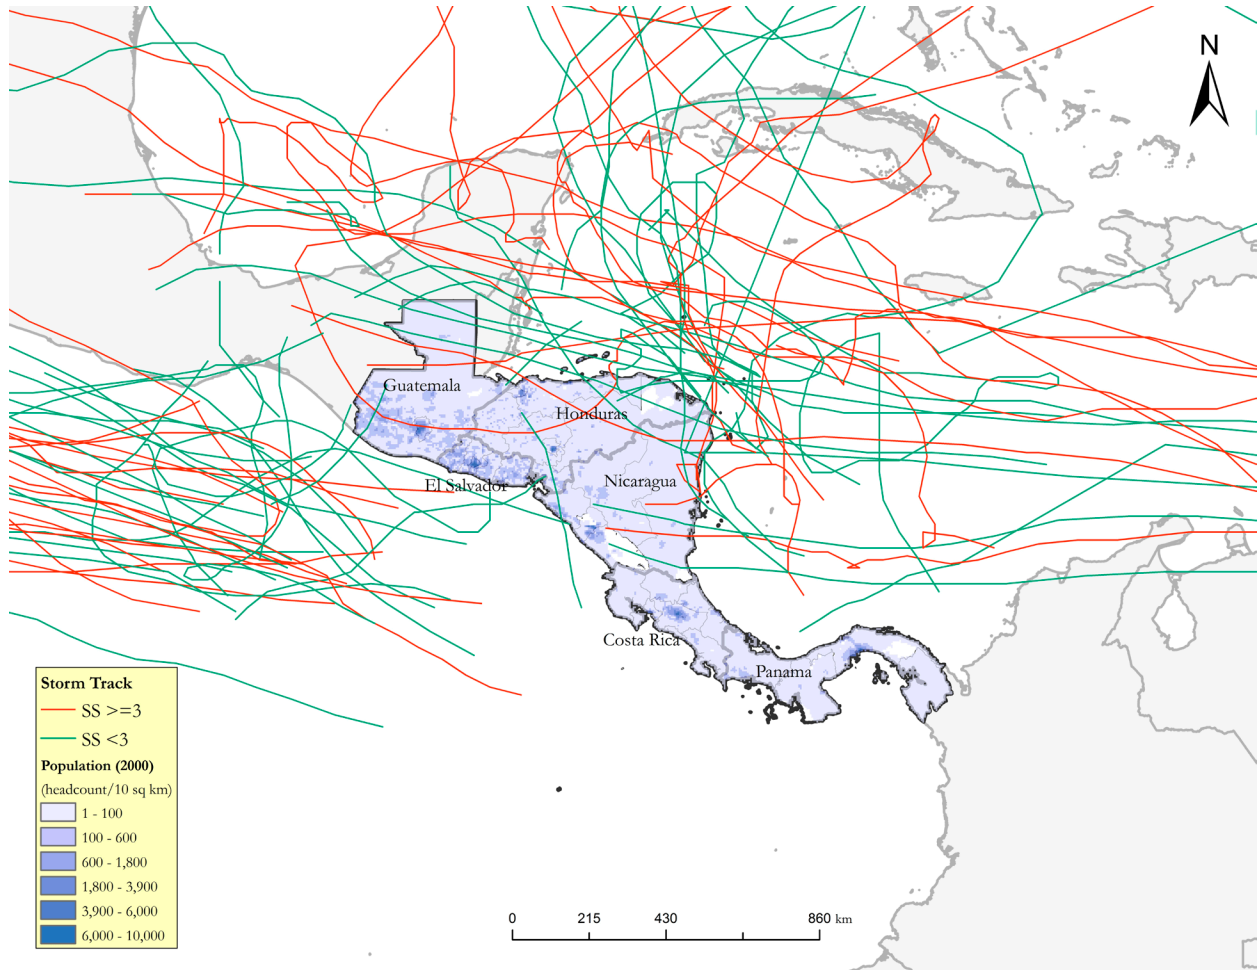 N
Guatemala
Honduras
El Salvador
Nicaragua
Costa Rica
Panama
Storm Track
SS >=3
SS <3
Population (2000)
(headcount/10 sq km)
1 - 100
100 - 600
600 - 1,800
1,800 - 3,900
3,900 - 6,000
6,000 - 10,000
0 215 430 860 km